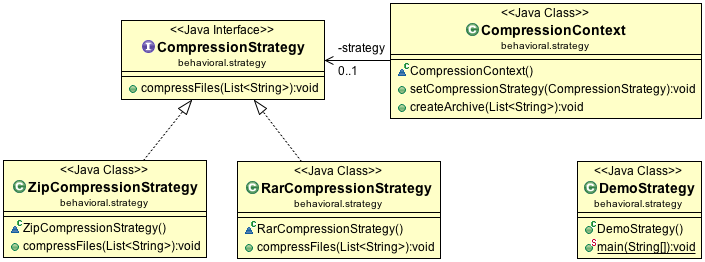 <<Java Interface>>
CompressionStrategy
behavioral.strategy
compressFiles(List<String>):void
-strategy
0..1
<<Java Class>>
CompressionContext
behavioral.strategy
CompressionContext()
setCompressionStrategy(CompressionStrategy):void
createArchive(List<String>):void
<<Java Class>>
ZipCompressionStrategy
behavioral.strategy
ZipCompressionStrategy()
compressFiles(List<String>):void
<<Java Class>>
RarCompressionStrategy
behavioral.strategy
RarCompressionStrategy()
compressFiles(List<String>):void
<<Java Class>>
DemoStrategy
behavioral.strategy
DemoStrategy()
main(String[]):void